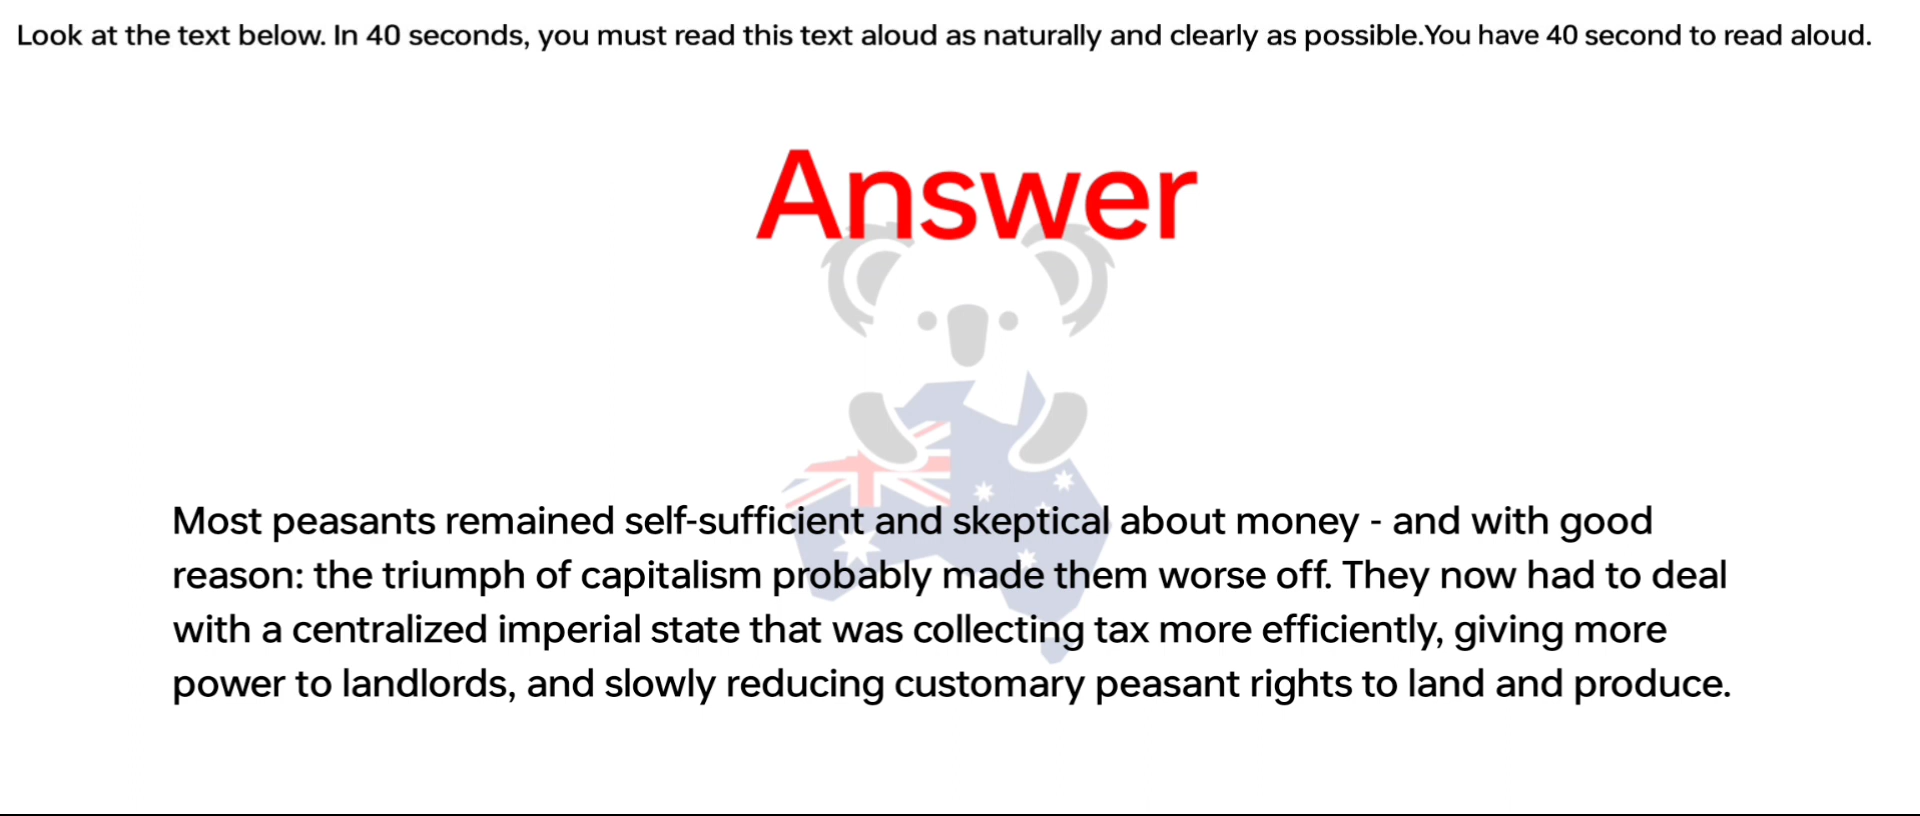 Look at the text below. In 40 seconds, you must read this text aloud as naturally and clearly as possible.You have 40 second to read aloud.
Answer
Most peasants remained self-sufficient and skeptical about money - and with good
reason: the triumph of capitalism probably made them worse off. They now had to deal
with a centralized imperial state that was collecting tax more efficiently, giving more
power to landlords, and slowly reducing customary peasant rights to land and produce.